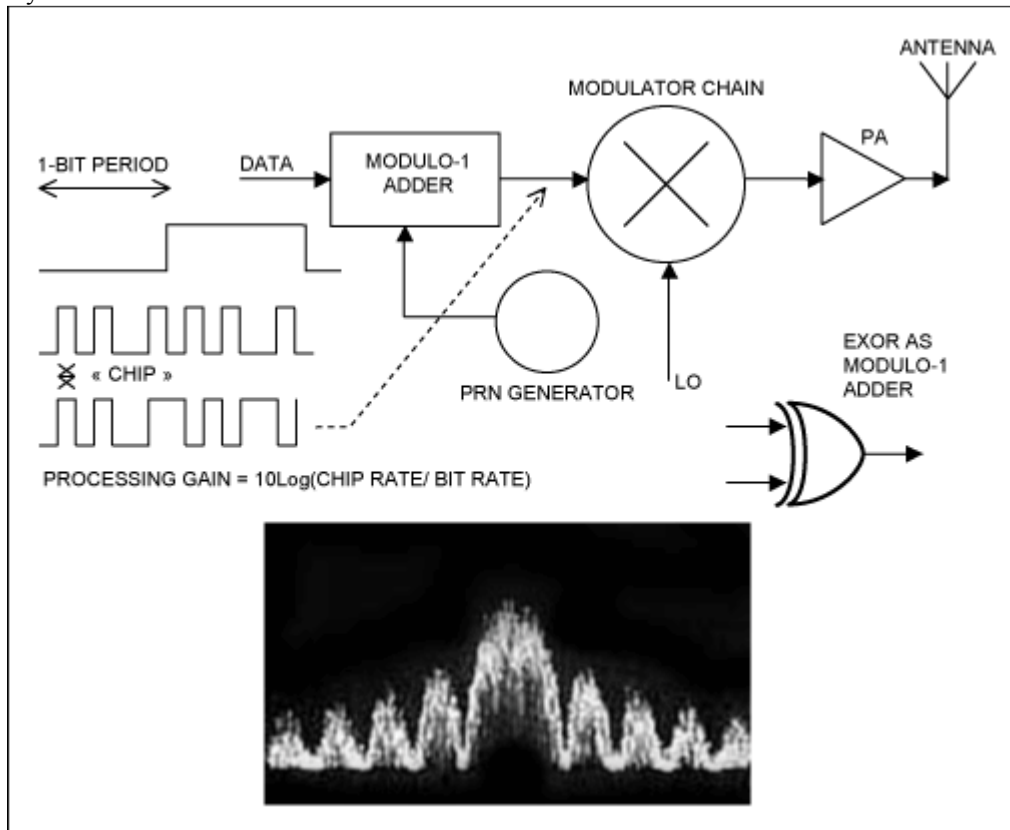 ANTENNA
MODULATOR CHAIN
PA
1-BIT PERIOD
DATA
MODULO-1
ADDER
« CHIP »
PRN GENERATOR
LO
EXOR AS
MODULO-1
ADDER
PROCESSING GAIN = 10Log(CHIP RATE/ BIT RATE)